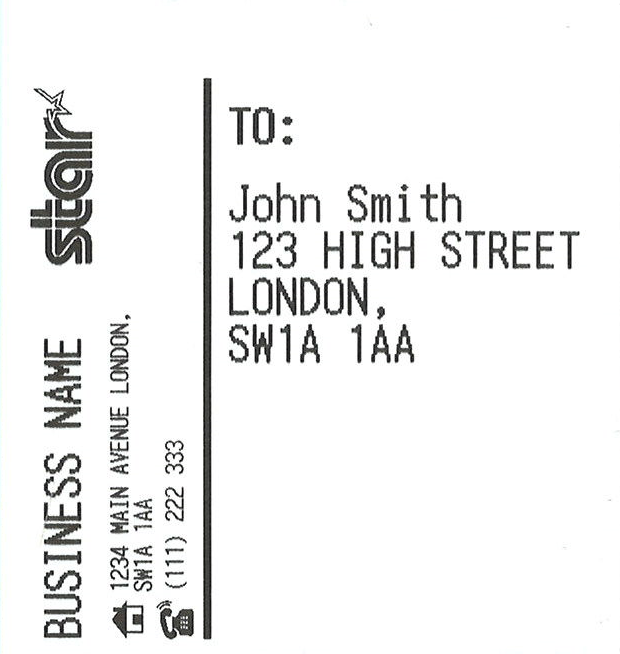 star
BUSINESS NAME
1234 MAIN AVENUE LONDON,
SW1A 1AA
(111) 222 333
TO:
John Smith
123 HIGH STREET
LONDON,
SW1A 1AA